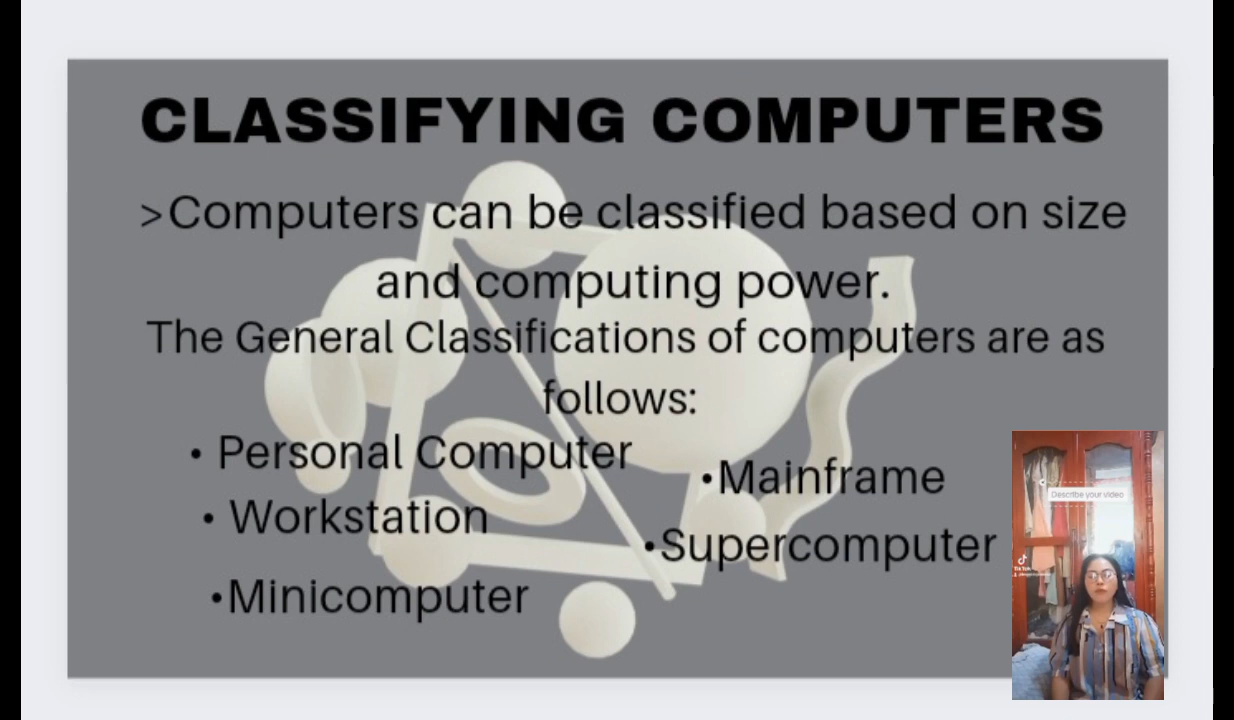 CLASSIFYING COMPUTERS
>Computers can be classified based on size
and computing power.
The General Classifications of computers are as
follows:
• Personal Computer
• Workstation
•Minicomputer
•Mainframe
•Supercomputer
Describe your video
TikTok